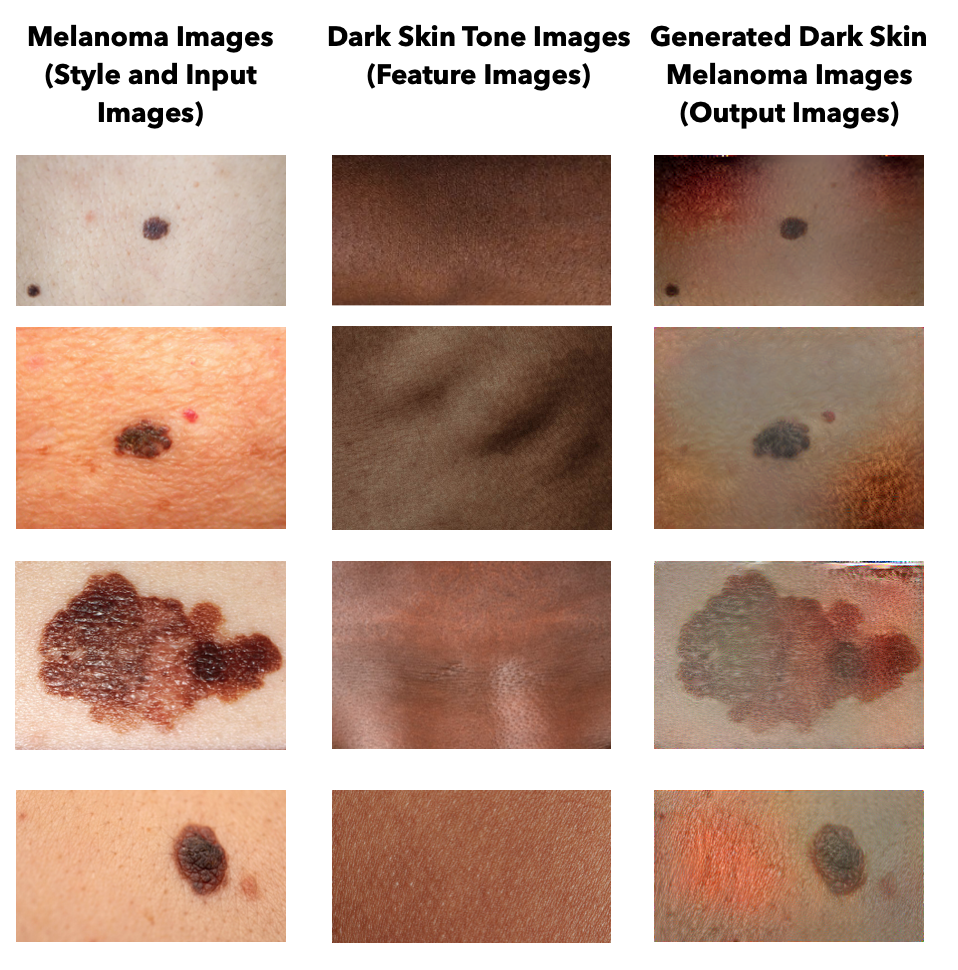 Melanoma Images
(Style and Input
Images)
Dark Skin Tone Images
(Feature Images)
Generated Dark Skin
Melanoma Images
(Output Images)